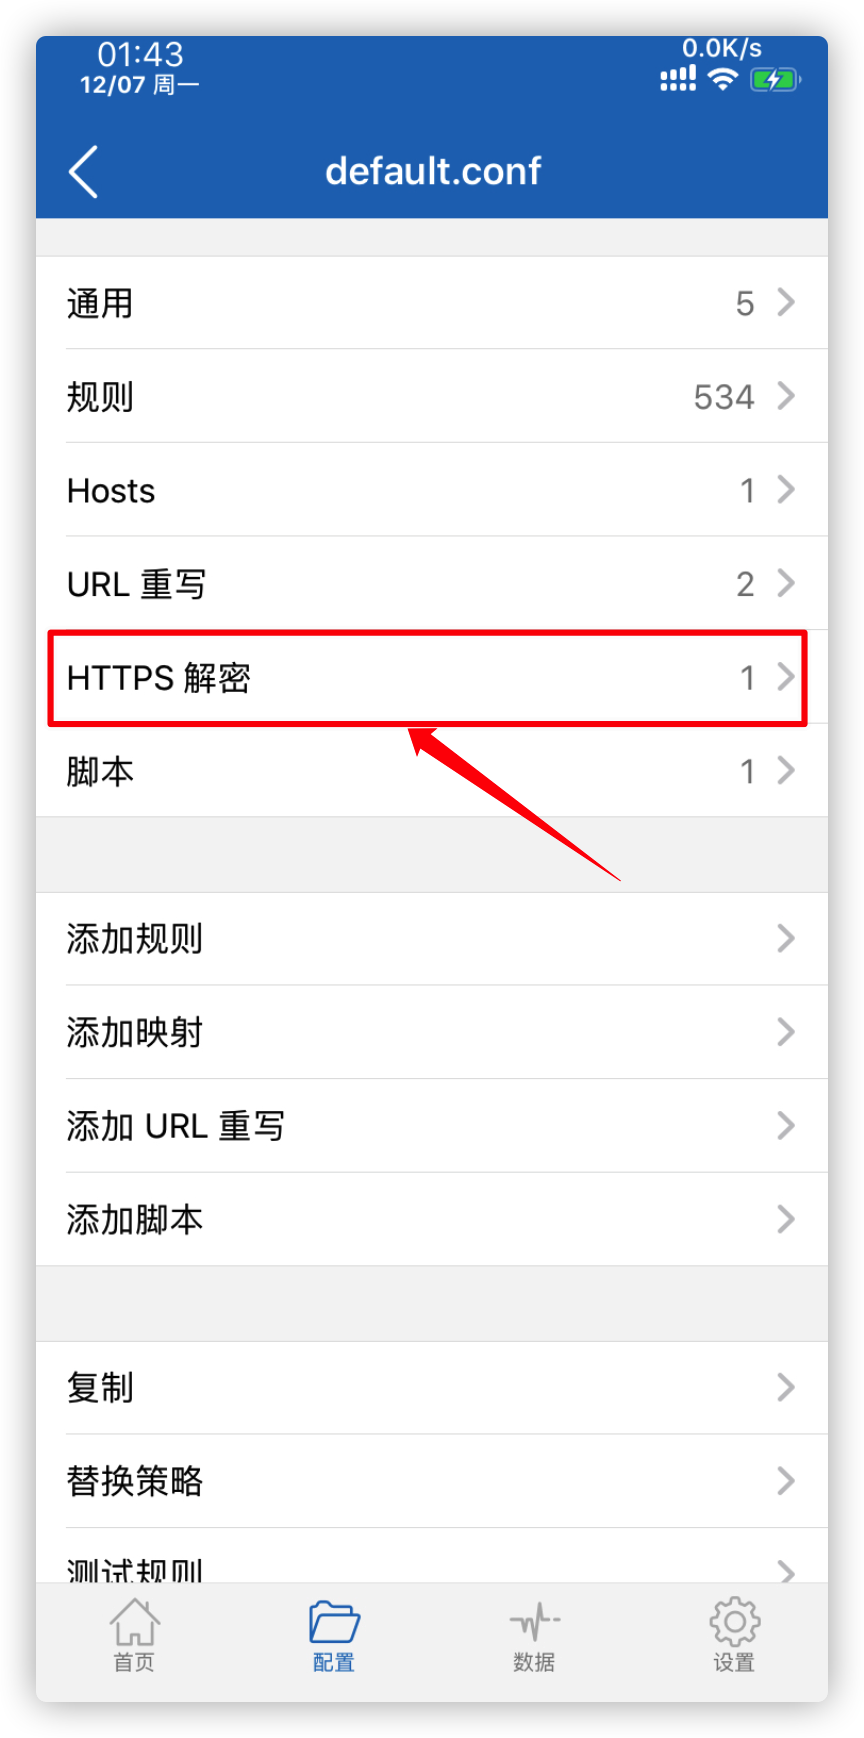 01:43
12/07 周一
0.0K/s
default.conf
通用 5
规则 534
Hosts 1
URL 重写 2
HTTPS 解密 1
脚本 1
添加规则
添加映射
添加 URL 重写
添加脚本
复制
替换策略
测试规则
首页 配置 数据 设置